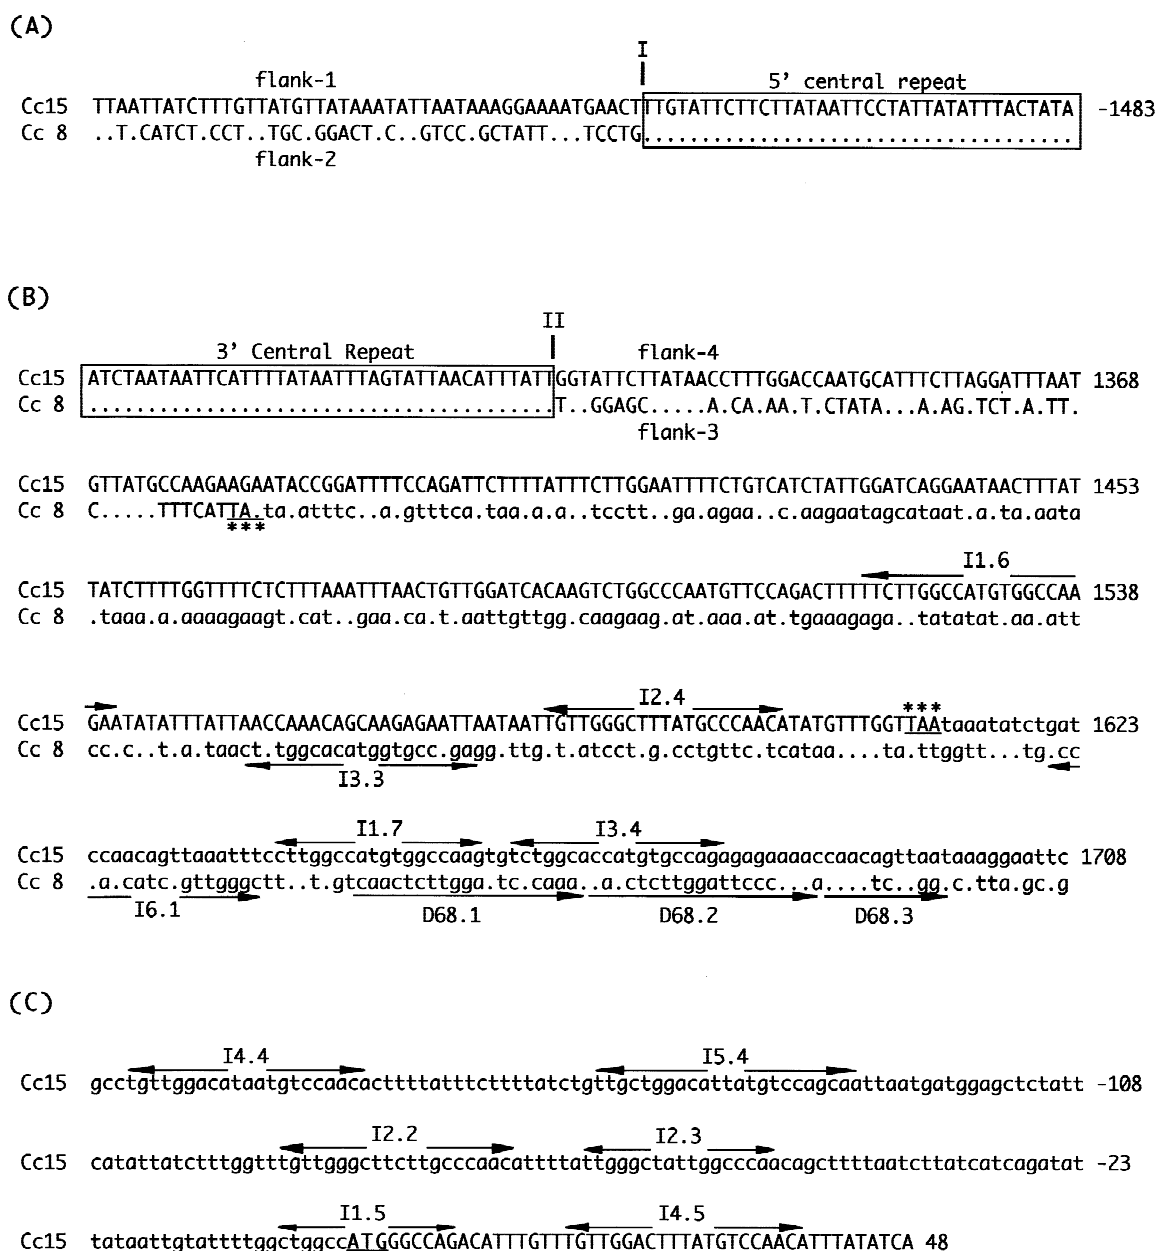 (A)
I
flank-1 5' central repeat
Cc15 TTAATTATCTTTGTTATGTTATAAATATTAATAAAGGAAAATGAACTTTGTATTCTTCTTATAATTCCTATTATATTTACTATA -1483
Cc 8 ..T.CATCT.CCT..TGC.GGACT.C..GTCC.GCTATT...TCCTG.....................................
flank-2
(B)
II
3' Central Repeat flank-4
Cc15 ATCTAATAATTCATTTTATAATTTAGTATTAACATTTATTGGTATTCTTATAACCTTTGGACCAATGCATTTCTTAGGATTTAAT 1368
Cc 8 ........................................T..GGAGC.....A.CA.AA.T.CTATA...A.AG.TCT.A.TT.
flank-3
Cc15 GTTATGCCAAGAAGAATACCGGATTTTCCAGATTCTTTTATTTCTTGGAATTTTCTGTCATCTATTGGATCAGGAATAACTTTAT 1453
Cc 8 C.....TTTCATTA.ta.atttc..a.gtttca.taa.a.a..tcctt..ga.agaa..c.aagaatagcataat.a.ta.aata
***
I1.6
Cc15 TATCTTTTGGTTTTCTCTTTAAATTTAACTGTTGGATCACAAGTCTGGCCCAATGTTCCAGACTTTTTCTTGGCCATGTGGCCAA 1538
Cc 8 .taaa.a.aaaagaagt.cat..gaa.ca.t.aattgttgg.caagaag.at.aaa.at.tgaaagaga..tatatat.aa.att
I2.4 ***
Cc15 GAATATATTTATTAACCAAACAGCAAGAGAATTAATAATTGTTGGGCTTTATGCCCAACATATGTTTGGTTAAtaaatatctgat 1623
Cc 8 cc.c..t.a.taact.tggcacatggtgcc.gagg.ttg.t.atcct.g.cctgttc.tcataa....ta.ttggtt...tg.cc
I3.3
I1.7 I3.4
Cc15 ccaacagttaaatttccttggccatgtggccaagtgtctggcaccatgtgccagagagaaaaccaacagttaataaaggaattc 1708
Cc 8 .a.catc.gttgggctt..t.gtcaactcttgga.tc.caaa..a.ctcttggattccc...a....tc..gg.c.tta.gc.g
I6.1 D68.1 D68.2 D68.3
(C)
I4.4 I5.4
Cc15 gcctgttggacataatgtccaacacttttatttcttttatctgttgctggacattatgtccagcaattaatgatggagctctatt -108
I2.2 I2.3
Cc15 catattatctttggtttgttgggcttcttgcccaacattttattgggctattggcccaacagcttttaatcttatcatcagatat -23
I1.5 I4.5
Cc15 tataattgtattttggctggccATGGGCCAGACATTTGTTTGTTGGACTTTATGTCCAACATTTATATCA 48